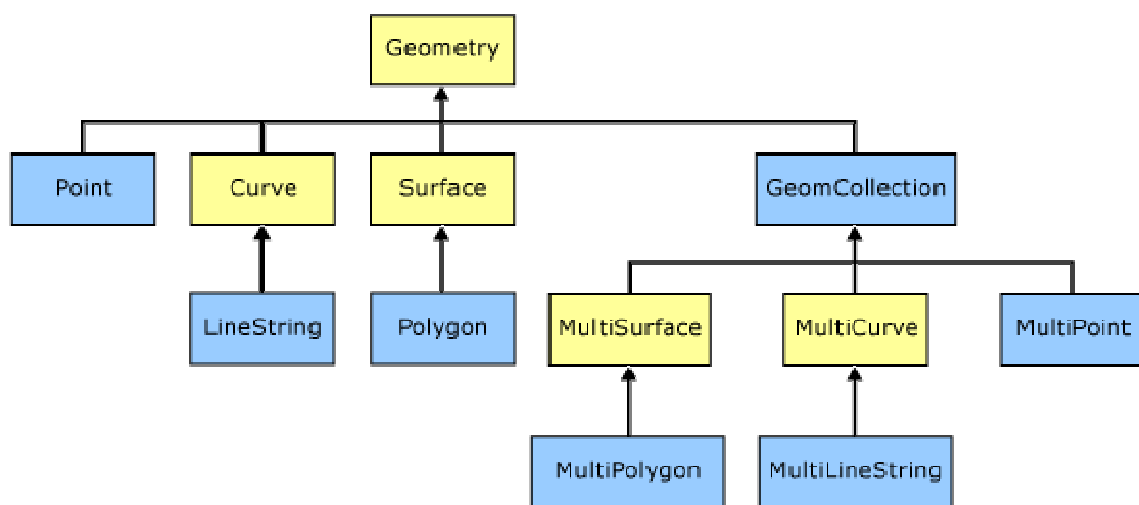 Geometry
Point
Curve
Surface
GeomCollection
LineString
Polygon
MultiSurface
MultiCurve
MultiPoint
MultiPolygon
MultiLineString